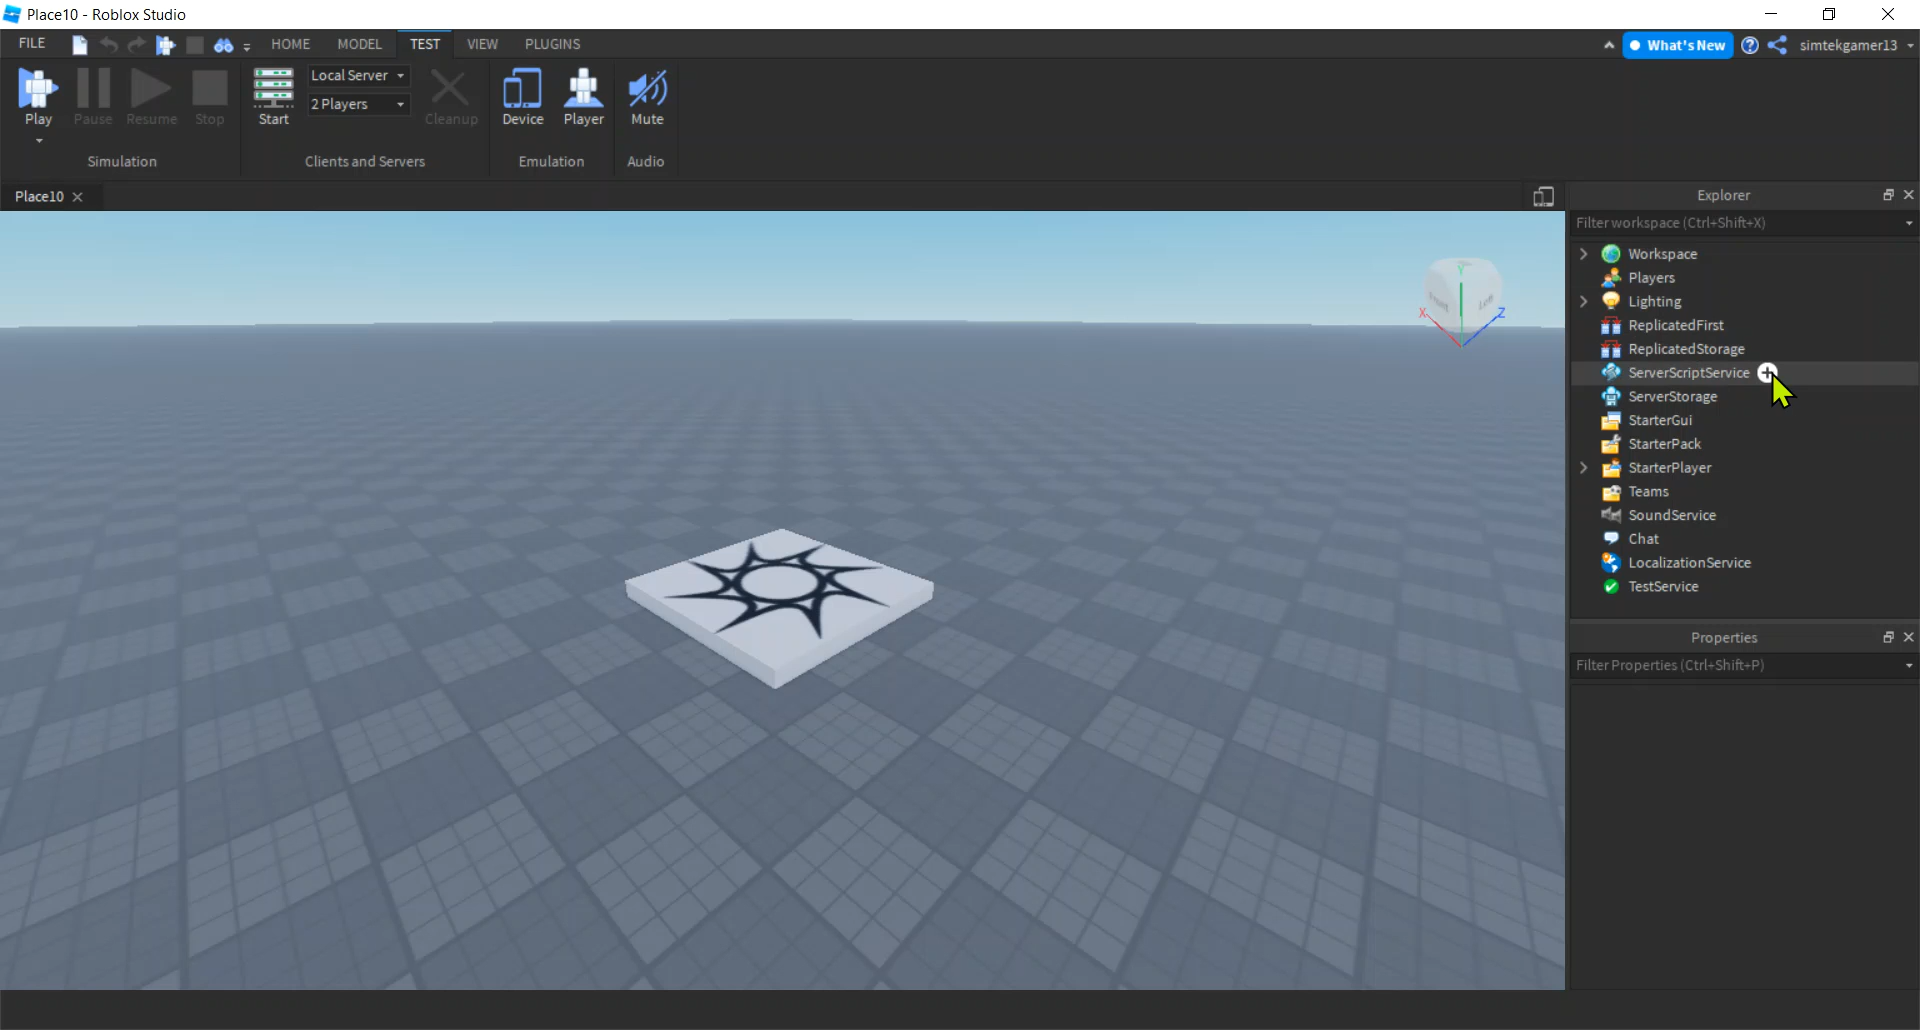 Place10 - Roblox Studio
FILE HOME MODEL TEST VIEW PLUGINS What's New simtekgamer13
Play Pause Resume Stop Start Local Server 2 Players Cleanup Device Player Mute
Simulation Clients and Servers Emulation Audio
Place10
Explorer
Filter workspace (Ctrl+Shift+X)
Workspace
Players
Lighting
ReplicatedFirst
ReplicatedStorage
ServerScriptService
ServerStorage
StarterGui
StarterPack
StarterPlayer
Teams
SoundService
Chat
LocalizationService
TestService
Properties
Filter Properties (Ctrl+Shift+P)
Y
Left
X
Z